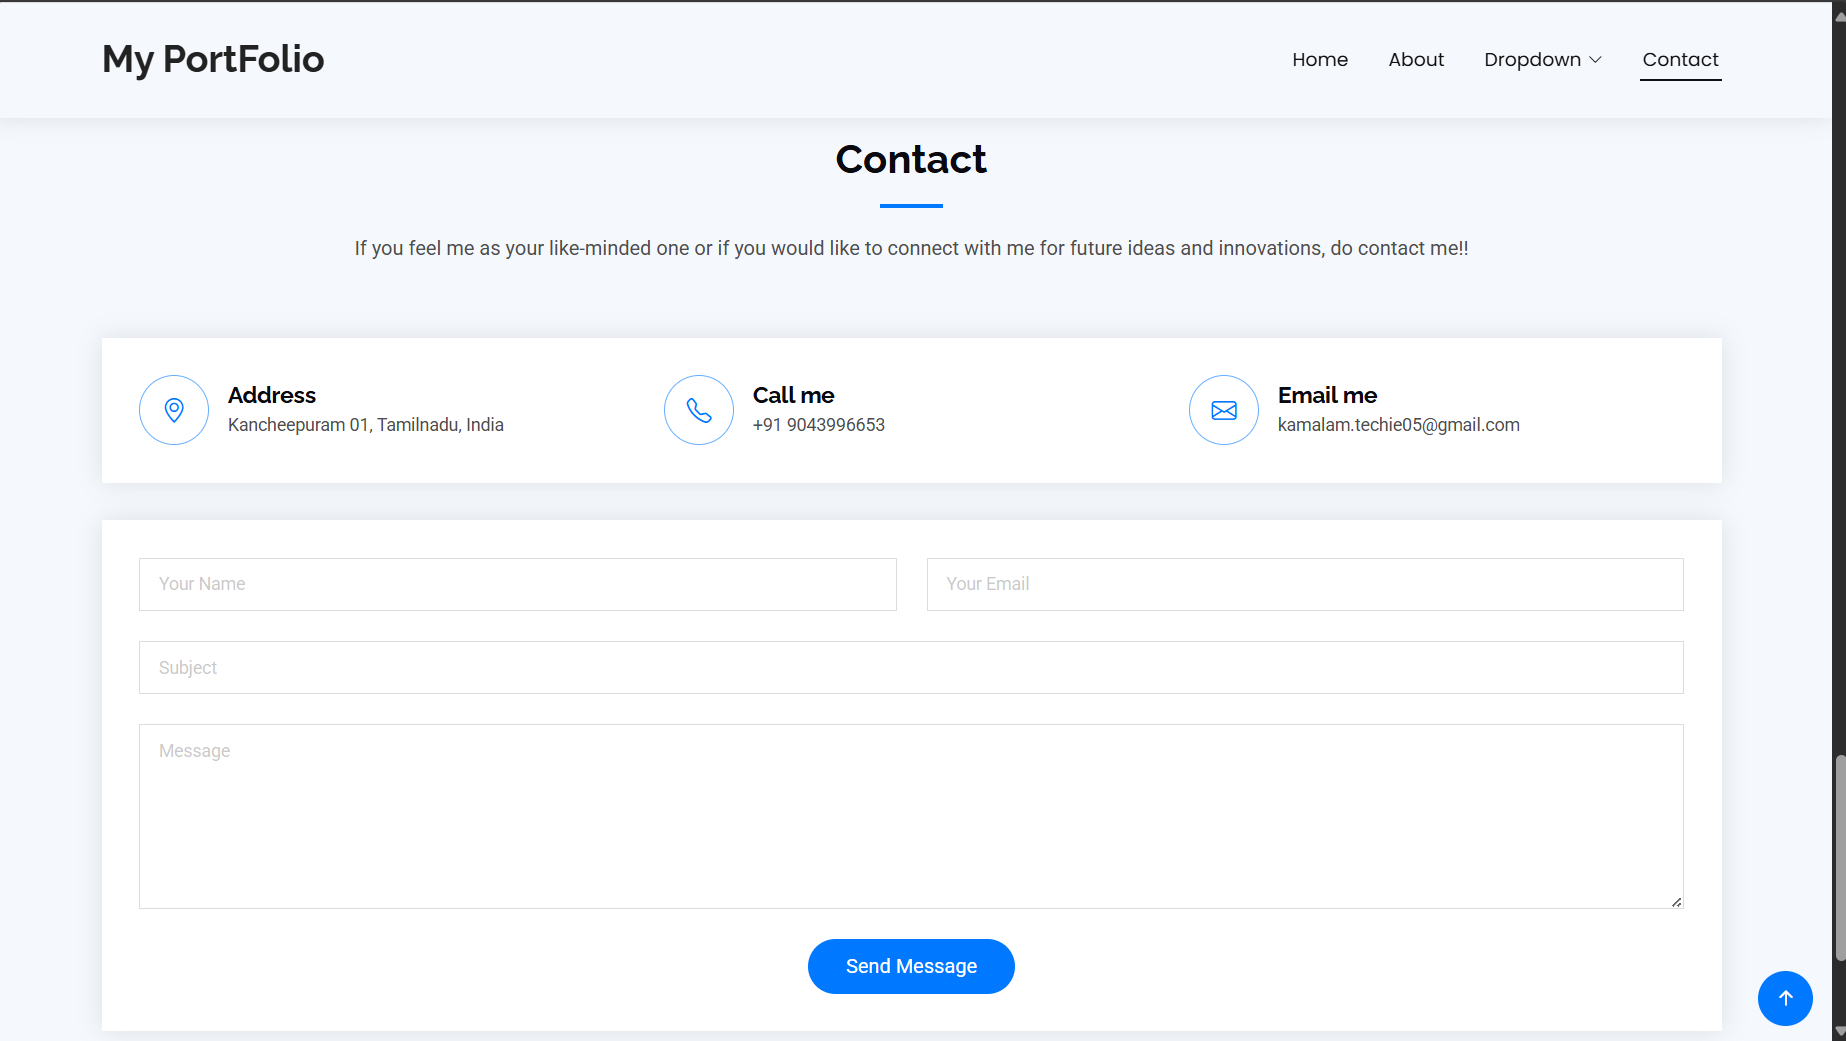 My PortFolio
Home
About
Dropdown
Contact
Contact
If you feel me as your like-minded one or if you would like to connect with me for future ideas and innovations, do contact me!!
Address
Kancheepuram 01, Tamilnadu, India
Call me
+91 9043996653
Email me
kamalam.techie05@gmail.com
Your Name
Your Email
Subject
Message
Send Message